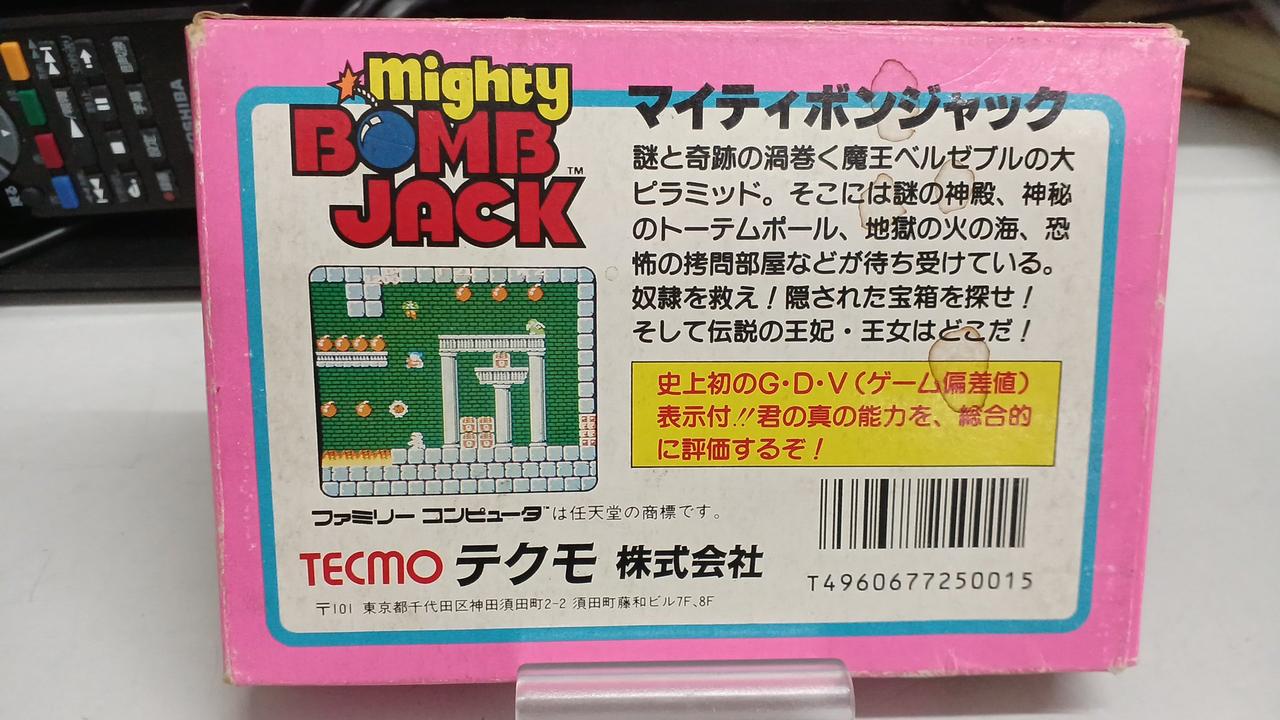 mighty
BOMB
JACK™
マイティボンジャック
謎と奇跡の渦巻く魔王ベルゼブルの大
ピラミッド。そこには謎の神殿、神秘
のトーテムポール、地獄の火の海、恐
怖の拷問部屋などが待ち受けている。
奴隷を救え！隠された宝箱を探せ！
そして伝説の王妃・王女はどこだ！
史上初のG・D・V（ゲーム偏差値）
表示付!!君の真の能力を、総合的
に評価するぞ！
ファミリーコンピュータ™は任天堂の商標です。
TECMO テクモ 株式会社
〒101 東京都千代田区神田須田町2-2 須田町藤和ビル7F、8F
T4960677250015
TOSHIBA